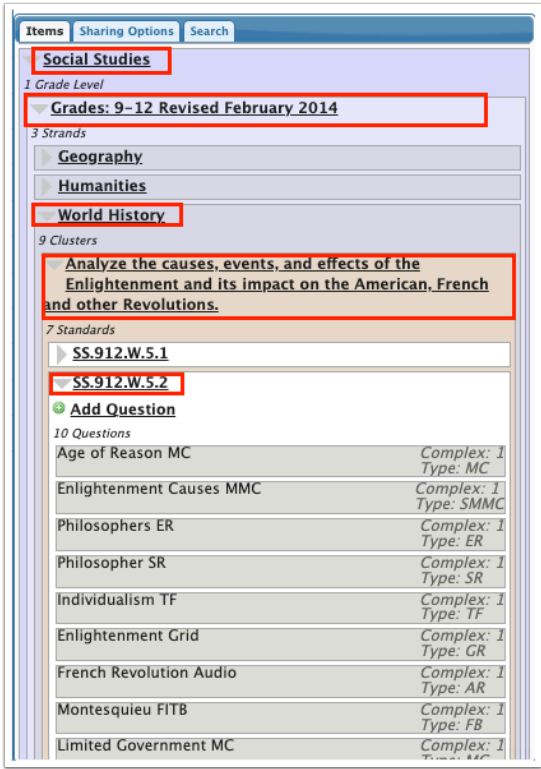 Items Sharing Options Search
Social Studies
1 Grade Level
Grades: 9-12 Revised February 2014
3 Strands
Geography
Humanities
World History
9 Clusters
Analyze the causes, events, and effects of the
Enlightenment and its impact on the American, French
and other Revolutions.
7 Standards
SS.912.W.5.1
SS.912.W.5.2
Add Question
10 Questions
Age of Reason MC Complex: 1
Type: MC
Enlightenment Causes MMC Complex: 1
Type: SMMC
Philosophers ER Complex: 1
Type: ER
Philosopher SR Complex: 1
Type: SR
Individualism TF Complex: 1
Type: TF
Enlightenment Grid Complex: 1
Type: GR
French Revolution Audio Complex: 1
Type: AR
Montesquieu FITB Complex: 1
Type: FB
Limited Government MC Complex: 1
Type: MC